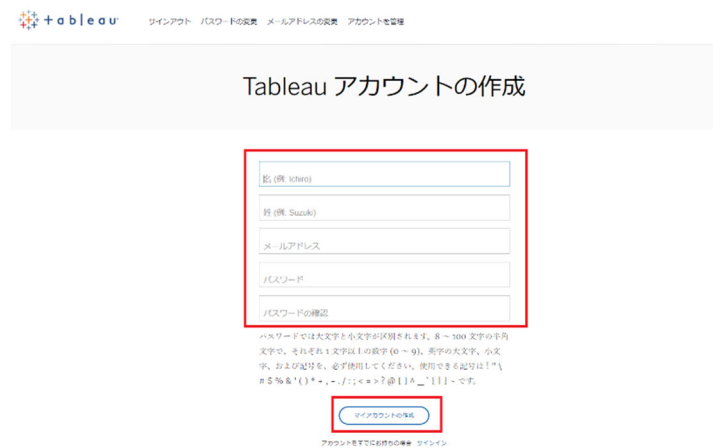 +ableau
サインアウト パスワードの変更 メールアドレスの変更 アカウントを管理
Tableau アカウントの作成
名 (例: Ichiro)
姓 (例: Suzuki)
メールアドレス
パスワード
パスワードの確認
パスワードでは大文字と小文字が区別されます。8 ~ 100 文字の半角
文字で、それぞれ 1 文字以上の数字 (0 ~ 9)、英字の大文字、小文
字、および記号を、必ず使用してください。使用できる記号は ! " \
# $ % & ' ( ) * + , - . / : ; < = > ? @ [ ] ^ _ ` { | } ~ です。
マイアカウントの作成
アカウントをすでにお持ちの場合 サインイン